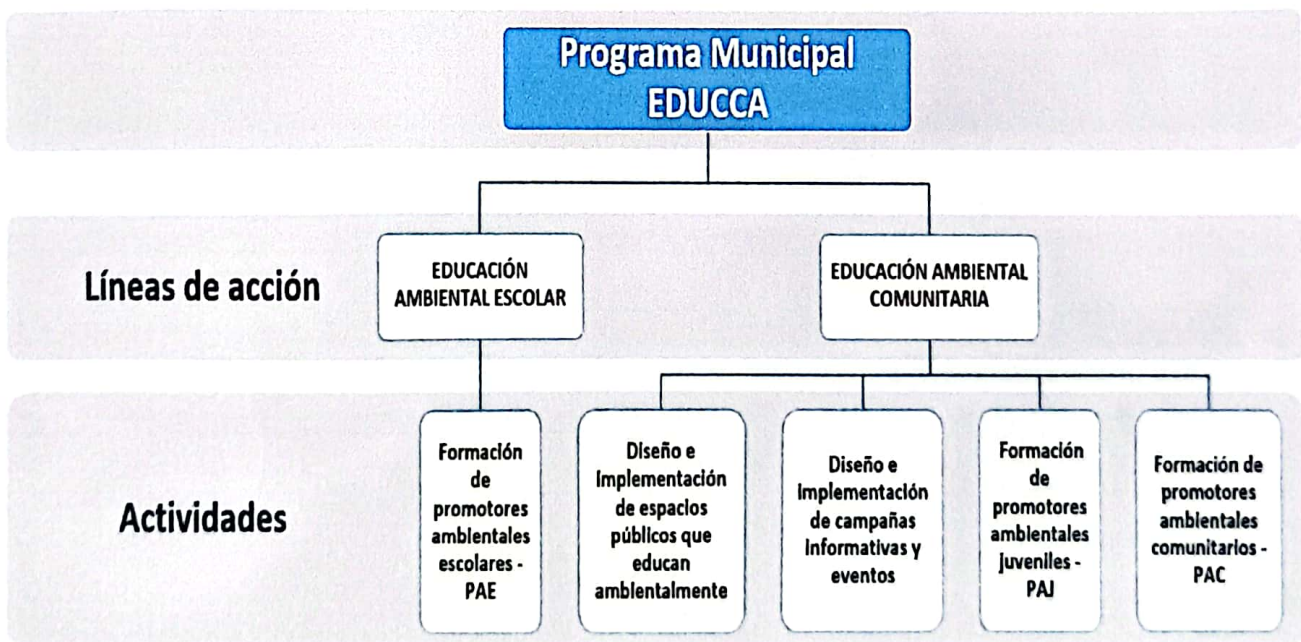 Programa Municipal
EDUCCA
Líneas de acción
EDUCACIÓN
AMBIENTAL ESCOLAR
EDUCACIÓN AMBIENTAL
COMUNITARIA
Actividades
Formación
de
promotores
ambientales
escolares -
PAE
Diseño e
Implementación
de espacios
públicos que
educan
ambientalmente
Diseño e
Implementación
de campañas
Informativas y
eventos
Formación
de
promotores
ambientales
juveniles -
PAJ
Formación de
promotores
ambientales
comunitarios -
PAC